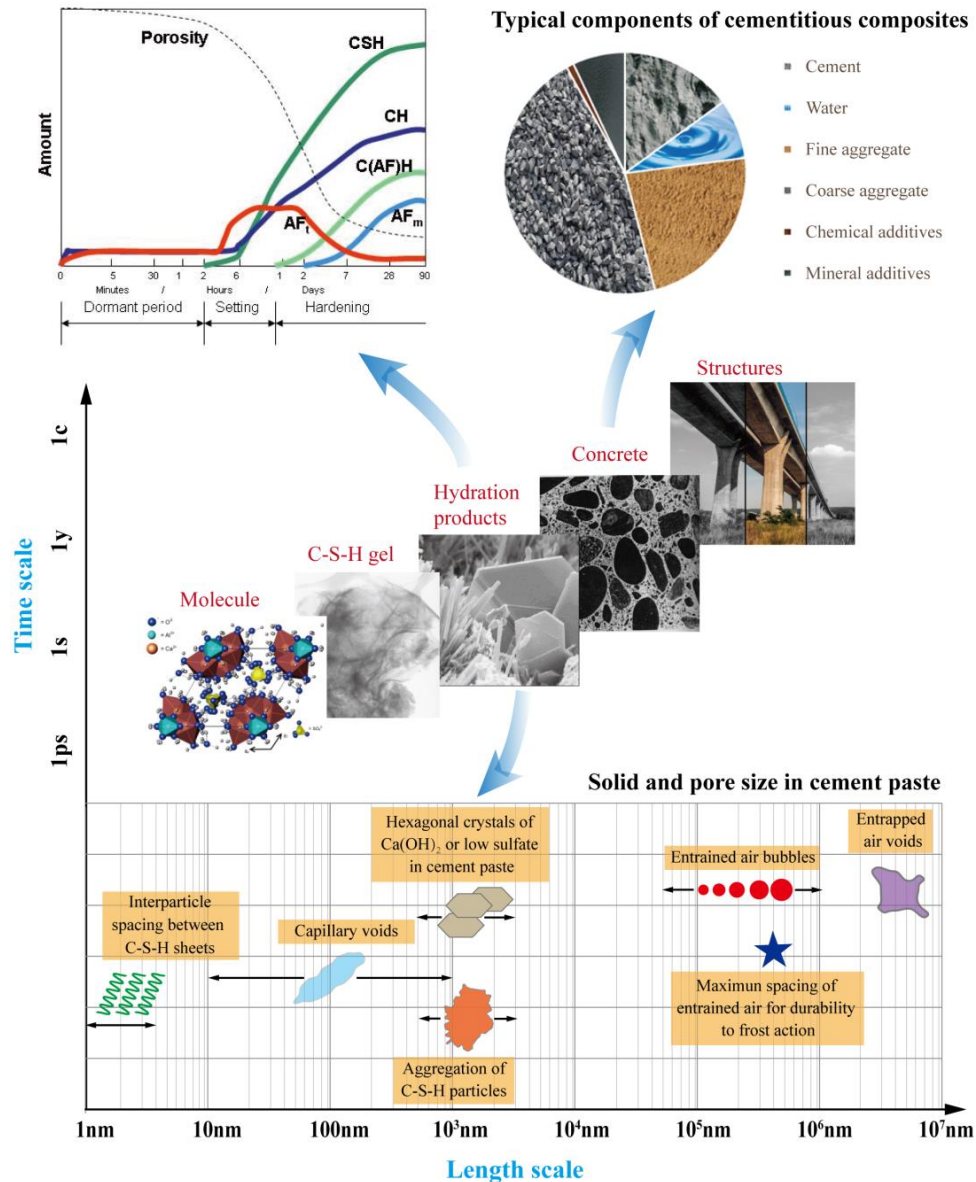 Typical components of cementitious composites
Porosity
CSH
CH
C(AF)H
AFt
AFm
Amount
0 5 30 1 2 6 1 2 7 28 90
Minutes / Hours / Days
Dormant period Setting Hardening
Cement
Water
Fine aggregate
Coarse aggregate
Chemical additives
Mineral additives
Structures
Concrete
Hydration
products
C-S-H gel
Molecule
Time scale
1c
1y
1s
1ps
Solid and pore size in cement paste
Hexagonal crystals of
Ca(OH)2 or low sulfate
in cement paste
Entrained air bubbles
Entrapped
air voids
Interparticle
spacing between
C-S-H sheets
Capillary voids
Maximun spacing of
entrained air for durability
to frost action
Aggregation of
C-S-H particles
1nm 10nm 100nm 10³nm 10⁴nm 10⁵nm 10⁶nm 10⁷nm
Length scale